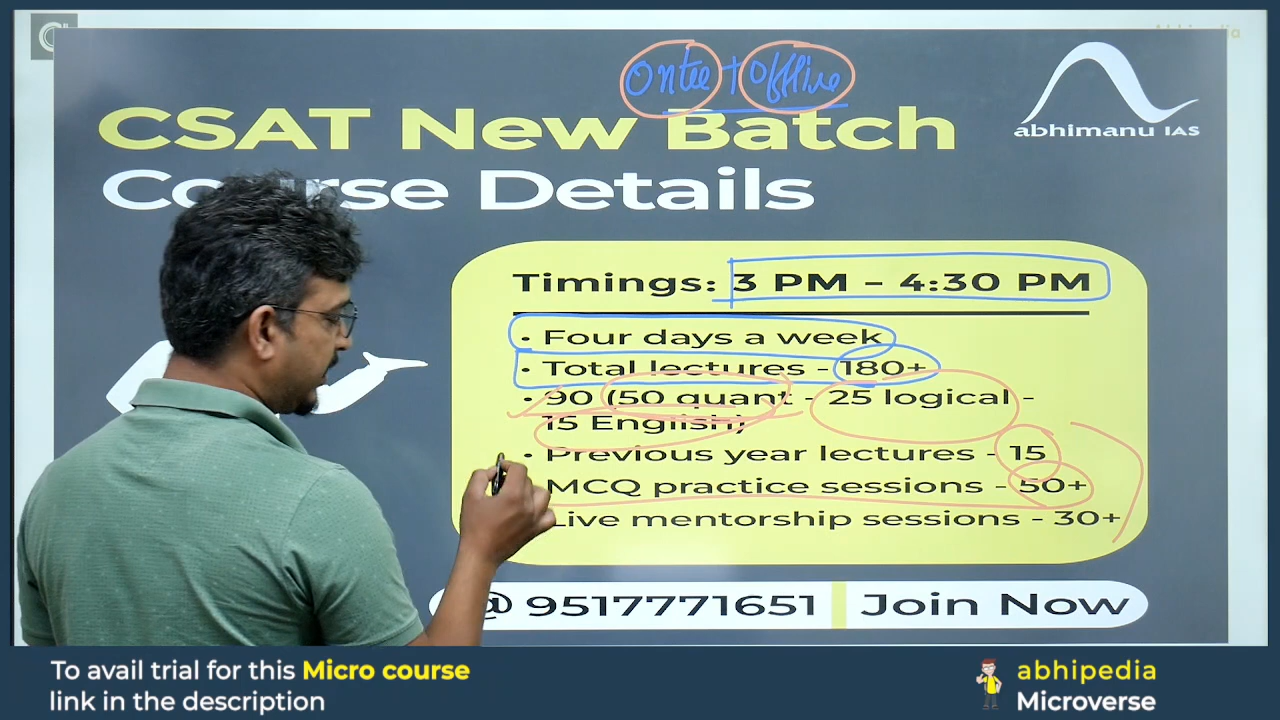 Onlie + Offline
CSAT New Batch
Course Details
abhimanu IAS
Timings: 3 PM – 4:30 PM
• Four days a week
• Total lectures - 180+
• 90 (50 quant - 25 logical -
15 English)
• Previous year lectures - 15
MCQ practice sessions - 50+
Live mentorship sessions - 30+
@ 9517771651
Join Now
To avail trial for this Micro course
link in the description
abhipedia
Microverse